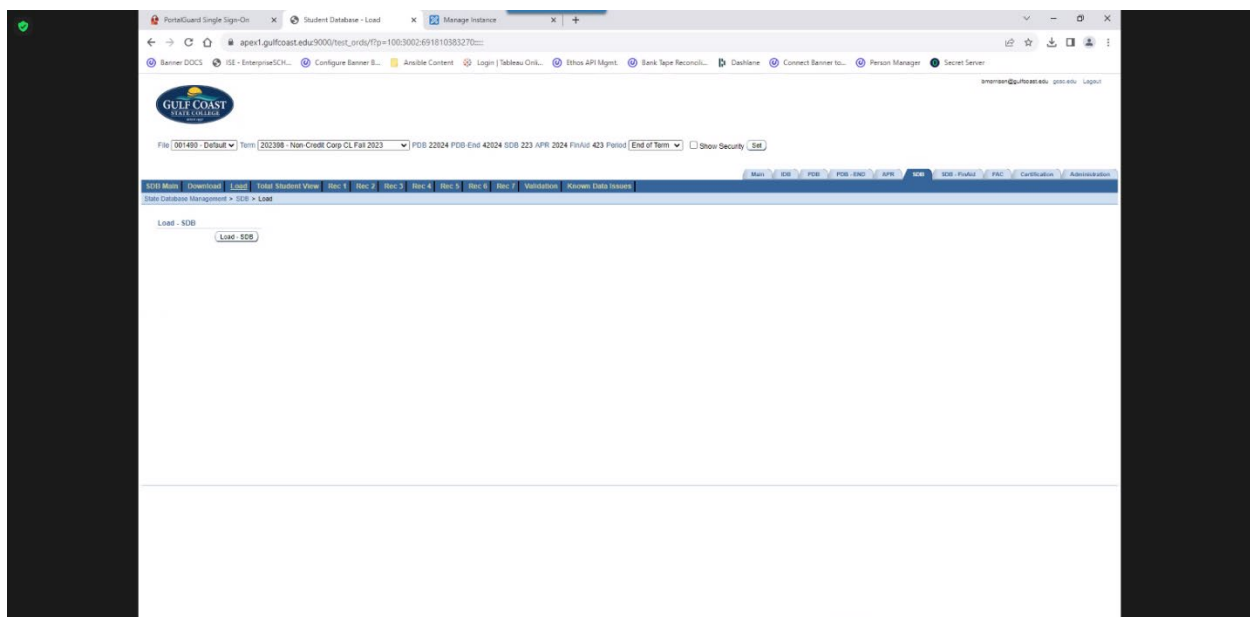 PortalGuard Single Sign-On
Student Database - Load
Manage Instance
apex1.gulfcoast.edu:9000/test_ords/f?p=100:3002:691810383270:::::
Banner DOCS ISE - EnterpriseSCH... Configure Banner B... Ansible Content Login | Tableau Onli... Ethos API Mgmt. Bank Tape Reconcili... Dashlane Connect Banner to... Person Manager Secret Server
bmorrison@gulfcoast.edu Logout
GULF COAST
STATE COLLEGE
File 001490 - Default Term 202398 - Non-Credit Corp CL Fall 2023 PDB 22024 PDB-End 42024 SDB 223 APR 2024 FinAid 423 Period End of Term Show Security Set
Main IDB PDB PDB -END APR SDB SDB - FinAid PAC Certification Administration
SDB Main Download Load Total Student View Rec 1 Rec 2 Rec 3 Rec 4 Rec 5 Rec 6 Rec 7 Validation Known Data Issues
State Database Management > SDB > Load
Load - SDB
Load - SDB